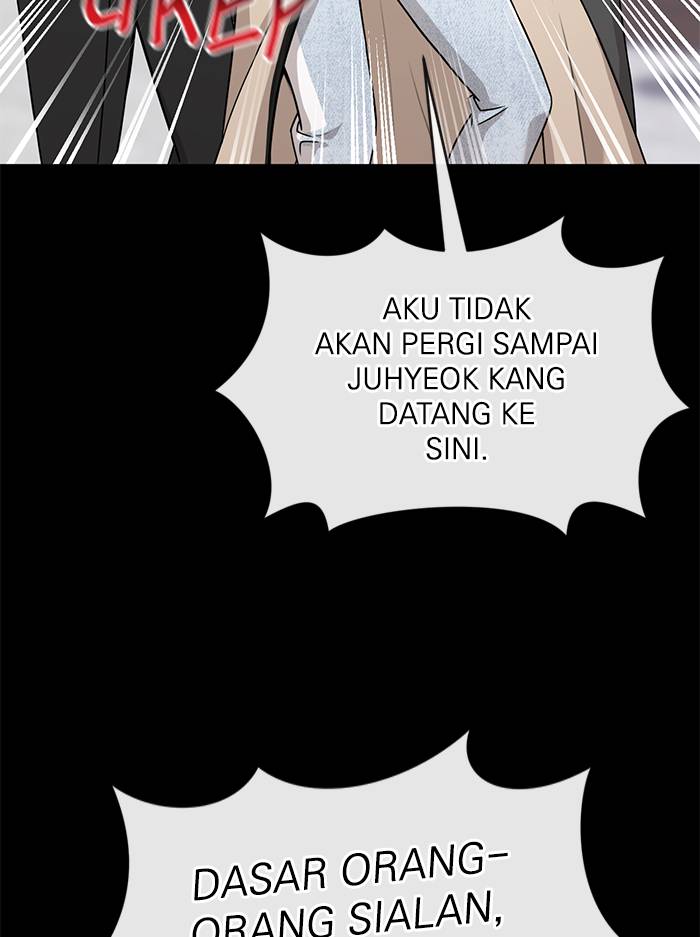 AKU TIDAK
AKAN PERGI SAMPAI
JUHYEOK KANG
DATANG KE
SINI.
DASAR ORANG-
ORANG SIALAN,